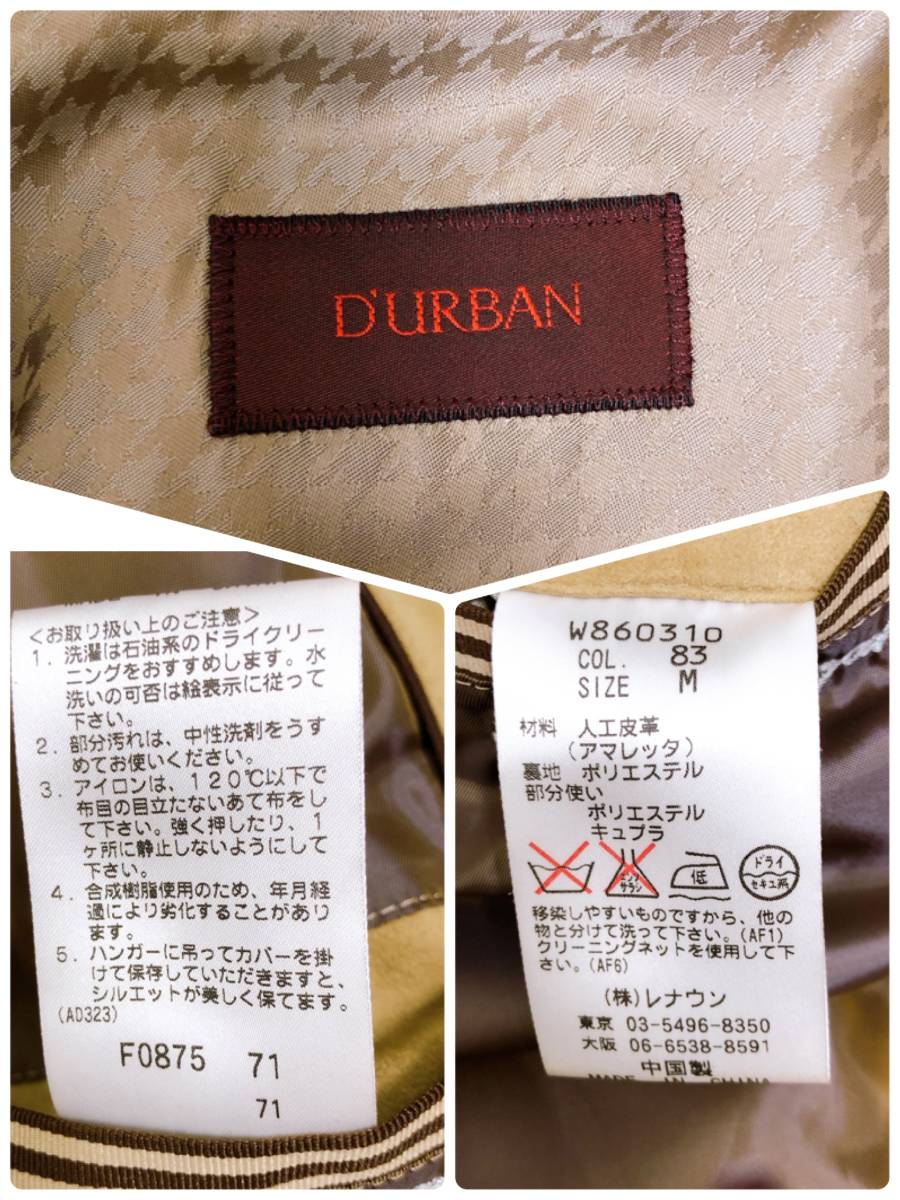 D'URBAN
<お取り扱い上のご注意>
1. 洗濯は石油系のドライクリー
ニングをおすすめします。水
洗いの可否は絵表示に従って
下さい。
2. 部分汚れは、中性洗剤をうす
めてお使いください。
3. アイロンは、120℃以下で
布目の目立たないあて布をし
て下さい。強く押したり、1
ヶ所に静止しないようにして
下さい。
4. 合成樹脂使用のため、年月経
過により劣化することがあり
ます。
5. ハンガーに吊ってカバーを掛
けて保存していただきますと、
シルエットが美しく保てます。
(AD323)
F0875 71
71
W860310
COL. 83
SIZE M
材料 人工皮革
(アマレッタ)
裏地 ポリエステル
部分使い
ポリエステル
キュプラ
エンソ
サラシ
低
ドライ
セキユ系
移染しやすいものですから、他の
物と分けて洗って下さい。(AF1)
クリーニングネットを使用して下
さい。(AF6)
(株)レナウン
東京 03-5496-8350
大阪 06-6538-8591
中国製
MADE IN CHINA